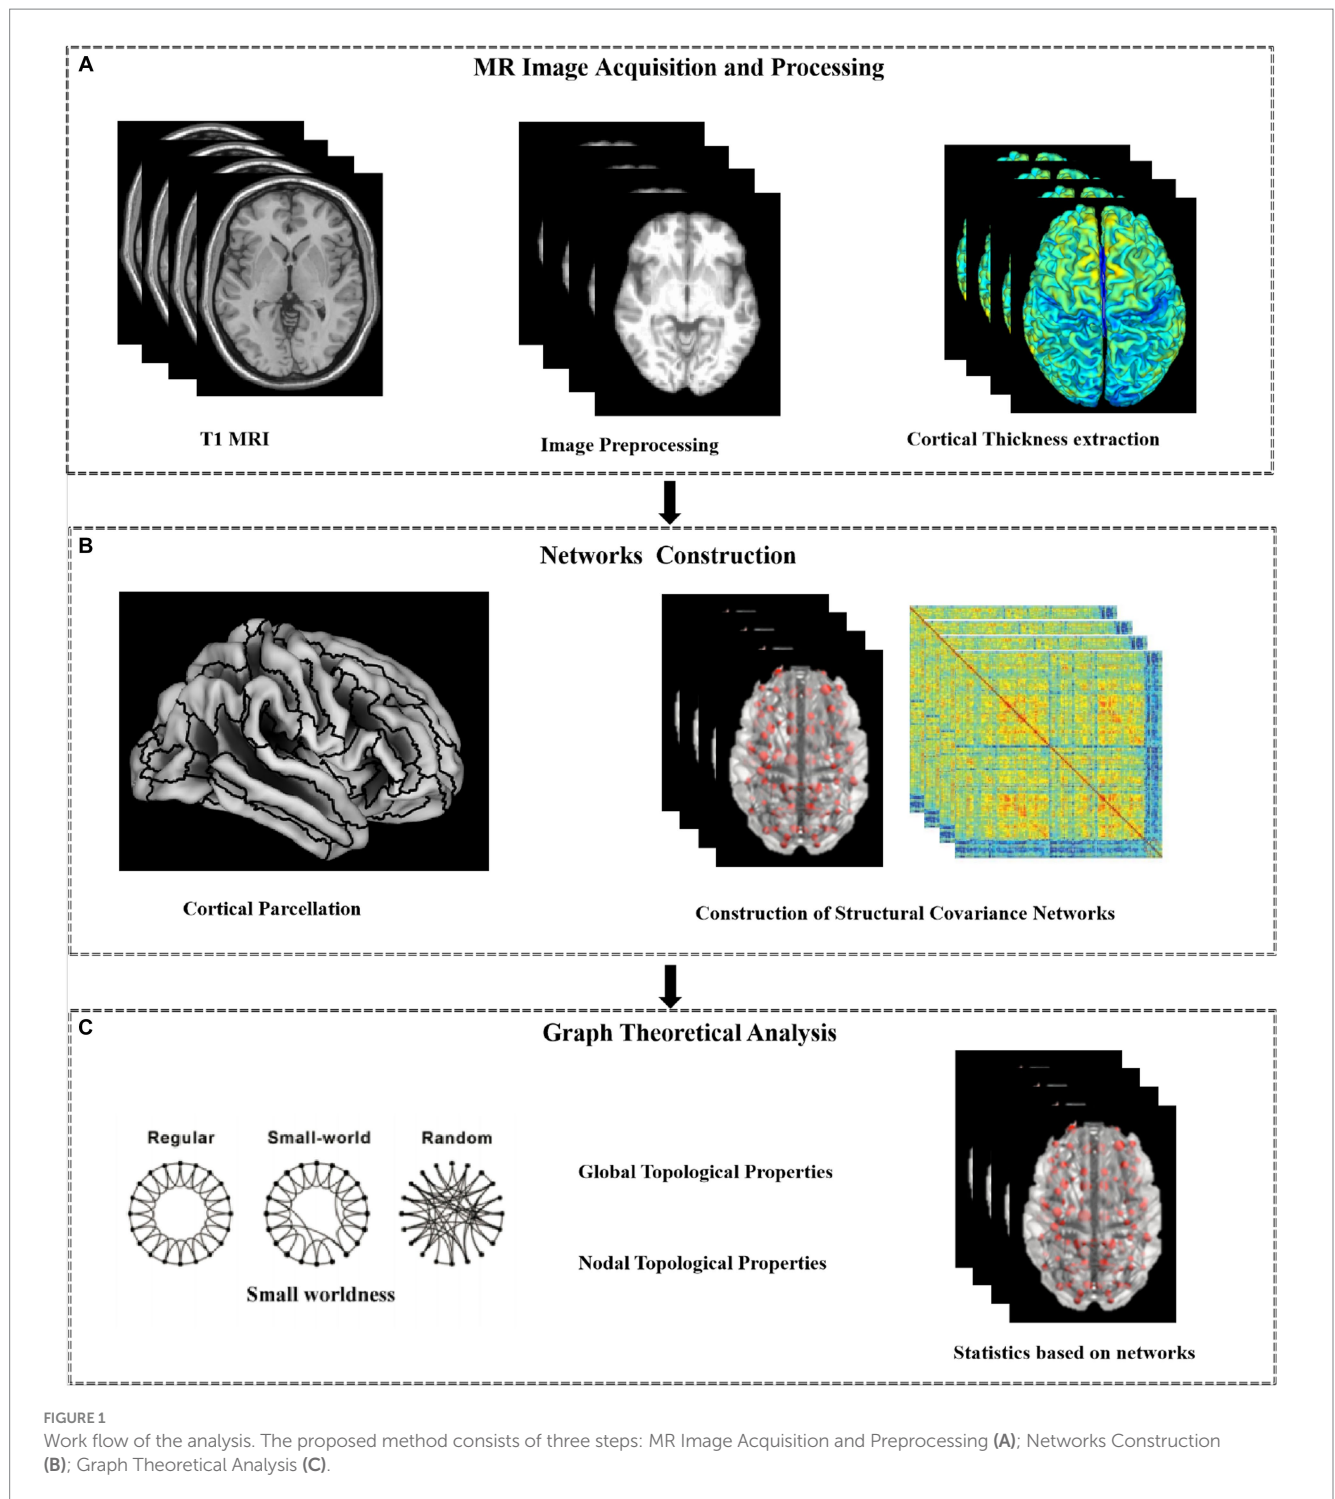 A
MR Image Acquisition and Processing
T1 MRI
Image Preprocessing
Cortical Thickness extraction
B
Networks Construction
Cortical Parcellation
Construction of Structural Covariance Networks
C
Graph Theoretical Analysis
Regular
Small-world
Random
Small worldness
Global Topological Properties
Nodal Topological Properties
Statistics based on networks
FIGURE 1
Work flow of the analysis. The proposed method consists of three steps: MR Image Acquisition and Preprocessing (A); Networks Construction
(B); Graph Theoretical Analysis (C).